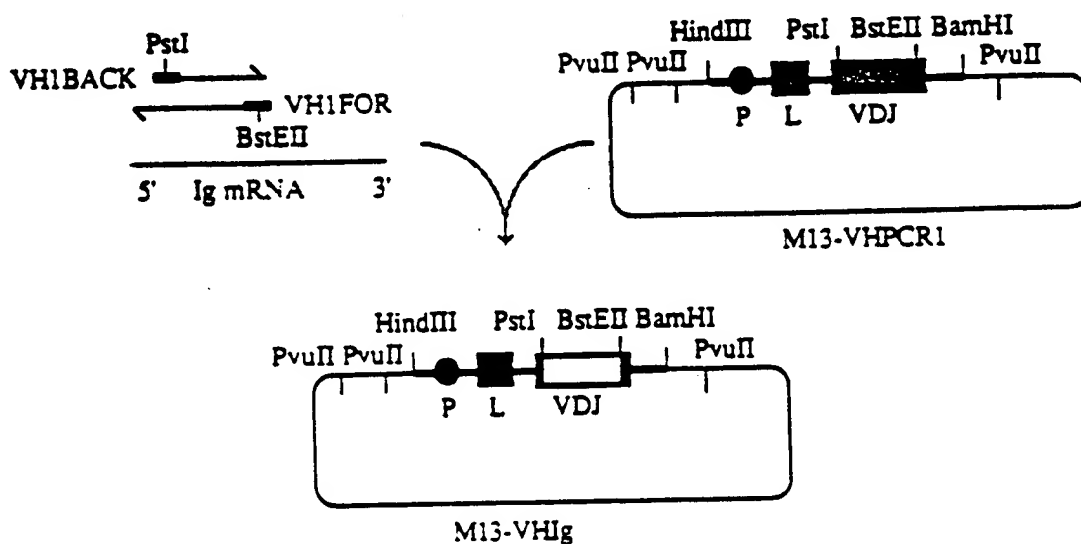 PstI
VH1BACK
VH1FOR
BstEII
5' Ig mRNA 3'
HindIII PstI BstEII BamHI
PvuII PvuII PvuII
P L VDJ
M13-VHPCR1
HindIII PstI BstEII BamHI
PvuII PvuII PvuII
P L VDJ
M13-VHIg